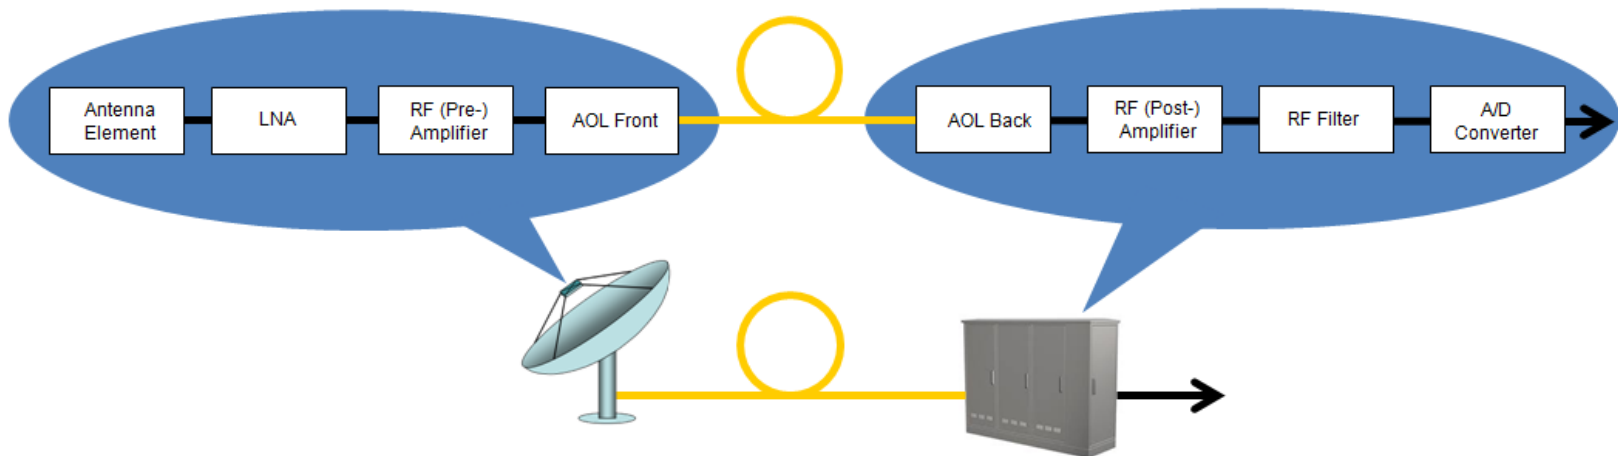 Antenna
Element
LNA
RF (Pre-)
Amplifier
AOL Front
AOL Back
RF (Post-)
Amplifier
RF Filter
A/D
Converter